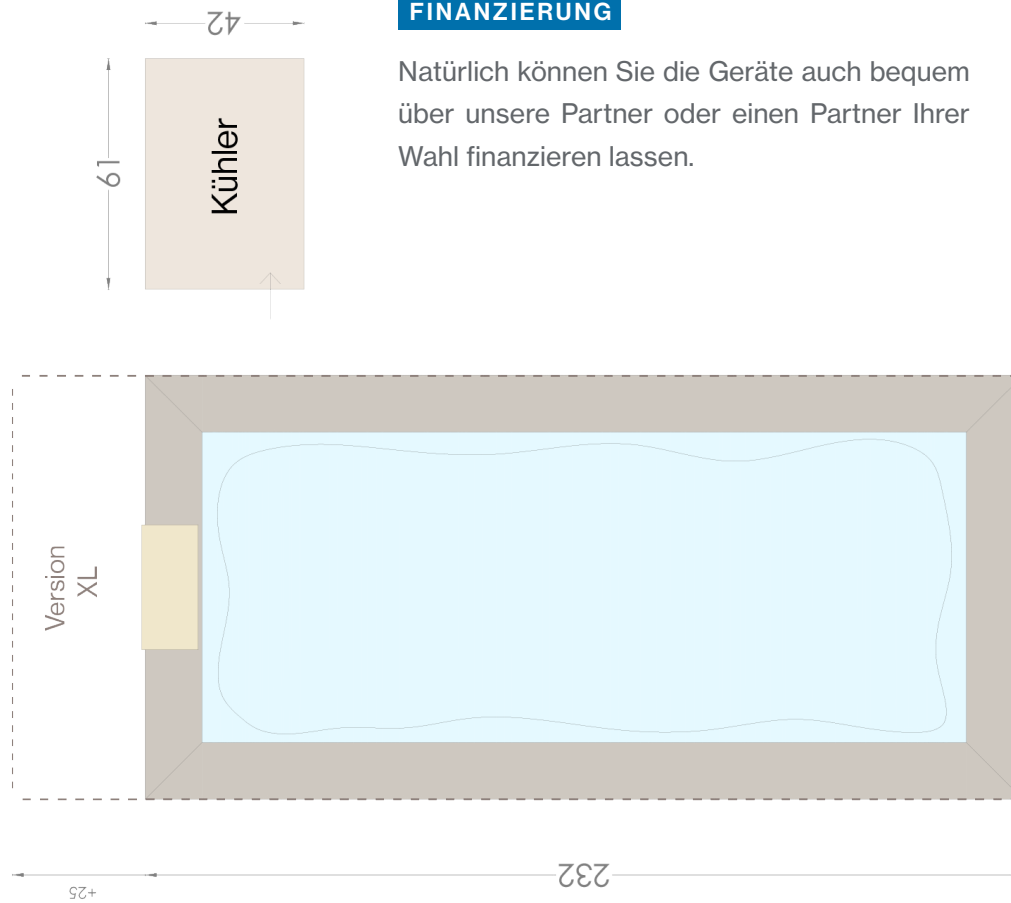 42
FINANZIERUNG
Natürlich können Sie die Geräte auch bequem
über unsere Partner oder einen Partner Ihrer
Wahl finanzieren lassen.
61
Kühler
Version
XL
232
+25